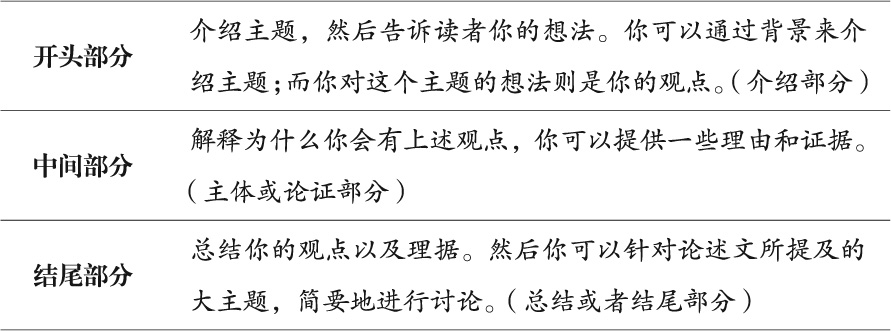 开头部分
介绍主题，然后告诉读者你的想法。你可以通过背景来介
绍主题；而你对这个主题的想法则是你的观点。（介绍部分）
中间部分
解释为什么你会有上述观点，你可以提供一些理由和证据。
（主体或论证部分）
结尾部分
总结你的观点以及理据。然后你可以针对论述文所提及的
大主题，简要地进行讨论。（总结或者结尾部分）